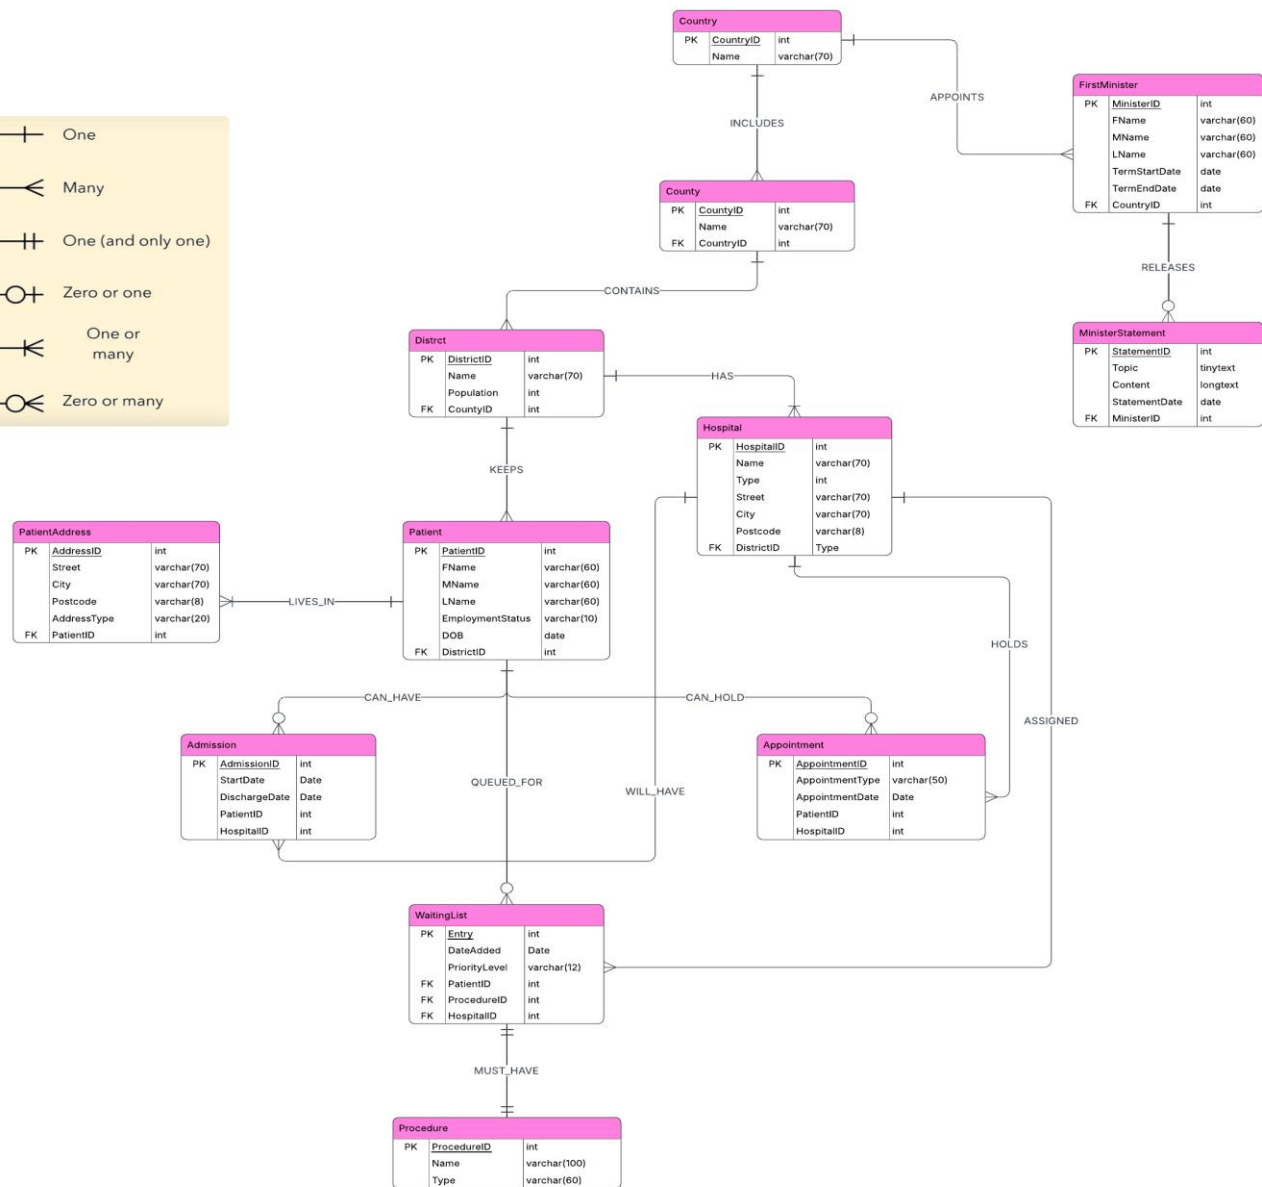 One
Many
One (and only one)
Zero or one
One or
many
Zero or many
Country
PK CountryID int
Name varchar(70)
APPOINTS
INCLUDES
FirstMinister
PK MinisterID int
FName varchar(60)
MName varchar(60)
LName varchar(60)
TermStartDate date
TermEndDate date
FK CountryID int
County
PK CountyID int
Name varchar(70)
FK CountryID int
RELEASES
CONTAINS
MinisterStatement
PK StatementID int
Topic tinytext
Content longtext
StatementDate date
FK MinisterID int
Distrct
PK DistrictID int
Name varchar(70)
Population int
FK CountyID int
HAS
KEEPS
Hospital
PK HospitalID int
Name varchar(70)
Type int
Street varchar(70)
City varchar(70)
Postcode varchar(8)
FK DistrictID Type
PatientAddress
PK AddressID int
Street varchar(70)
City varchar(70)
Postcode varchar(8)
AddressType varchar(20)
FK PatientID int
LIVES_IN
Patient
PK PatientID int
FName varchar(60)
MName varchar(60)
LName varchar(60)
EmploymentStatus varchar(10)
DOB date
FK DistrictID int
HOLDS
CAN_HAVE
CAN_HOLD
ASSIGNED
Admission
PK AdmissionID int
StartDate Date
DischargeDate Date
PatientID int
HospitalID int
QUEUED_FOR
WILL_HAVE
Appointment
PK AppointmentID int
AppointmentType varchar(50)
AppointmentDate Date
PatientID int
HospitalID int
WaitingList
PK Entry int
DateAdded Date
PriorityLevel varchar(12)
FK PatientID int
FK ProcedureID int
FK HospitalID int
MUST_HAVE
Procedure
PK ProcedureID int
Name varchar(100)
Type varchar(60)